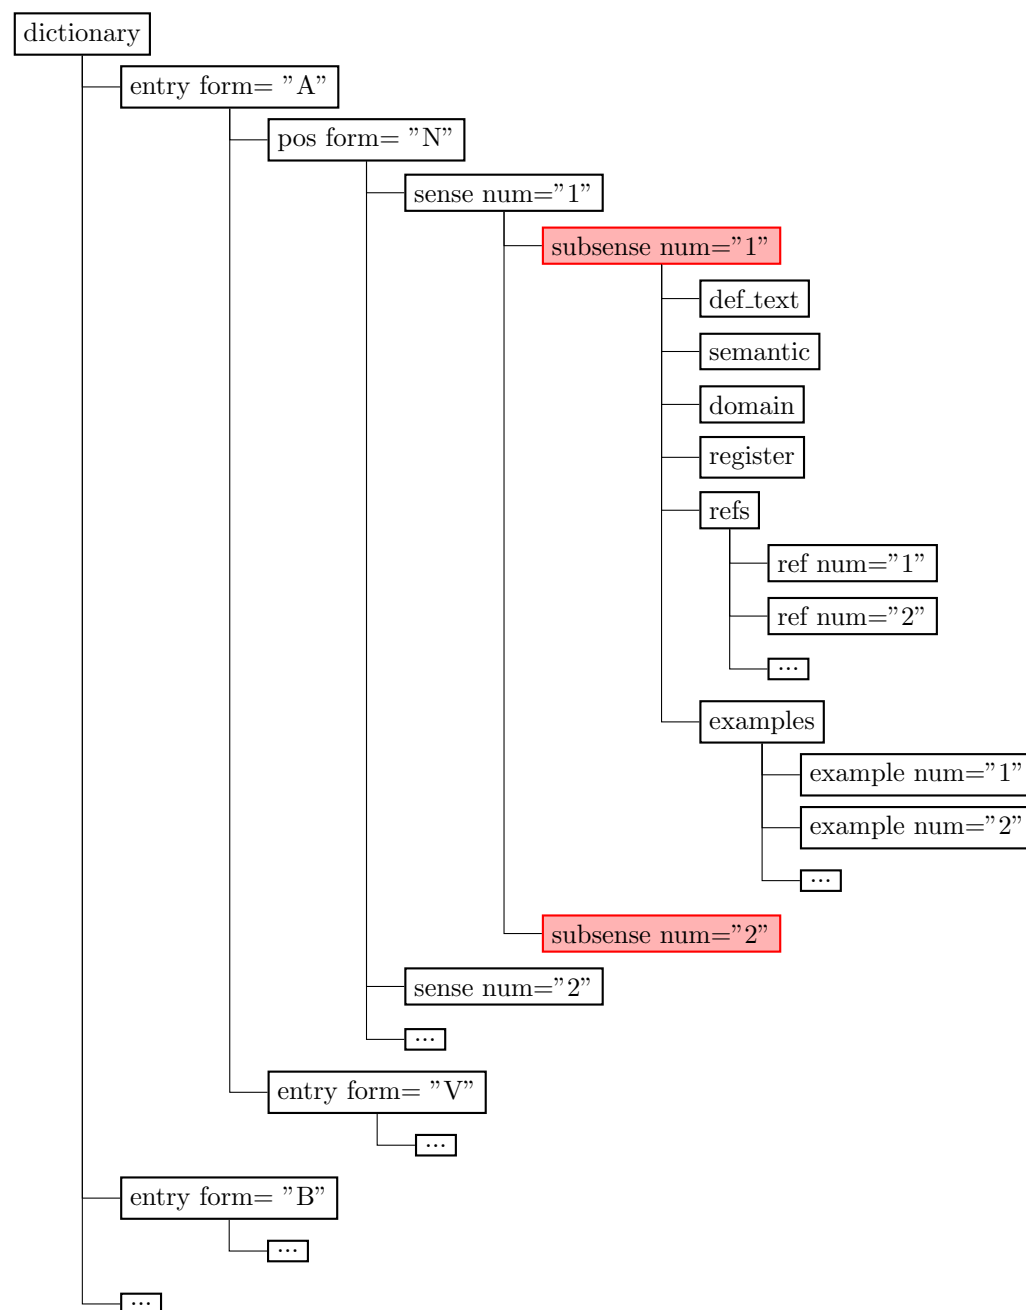 dictionary
entry form= ”A”
pos form= ”N”
sense num=”1”
subsense num=”1”
def_text
semantic
domain
register
refs
ref num=”1”
ref num=”2”
...
examples
example num=”1”
example num=”2”
...
subsense num=”2”
sense num=”2”
...
entry form= ”V”
...
entry form= ”B”
...
...